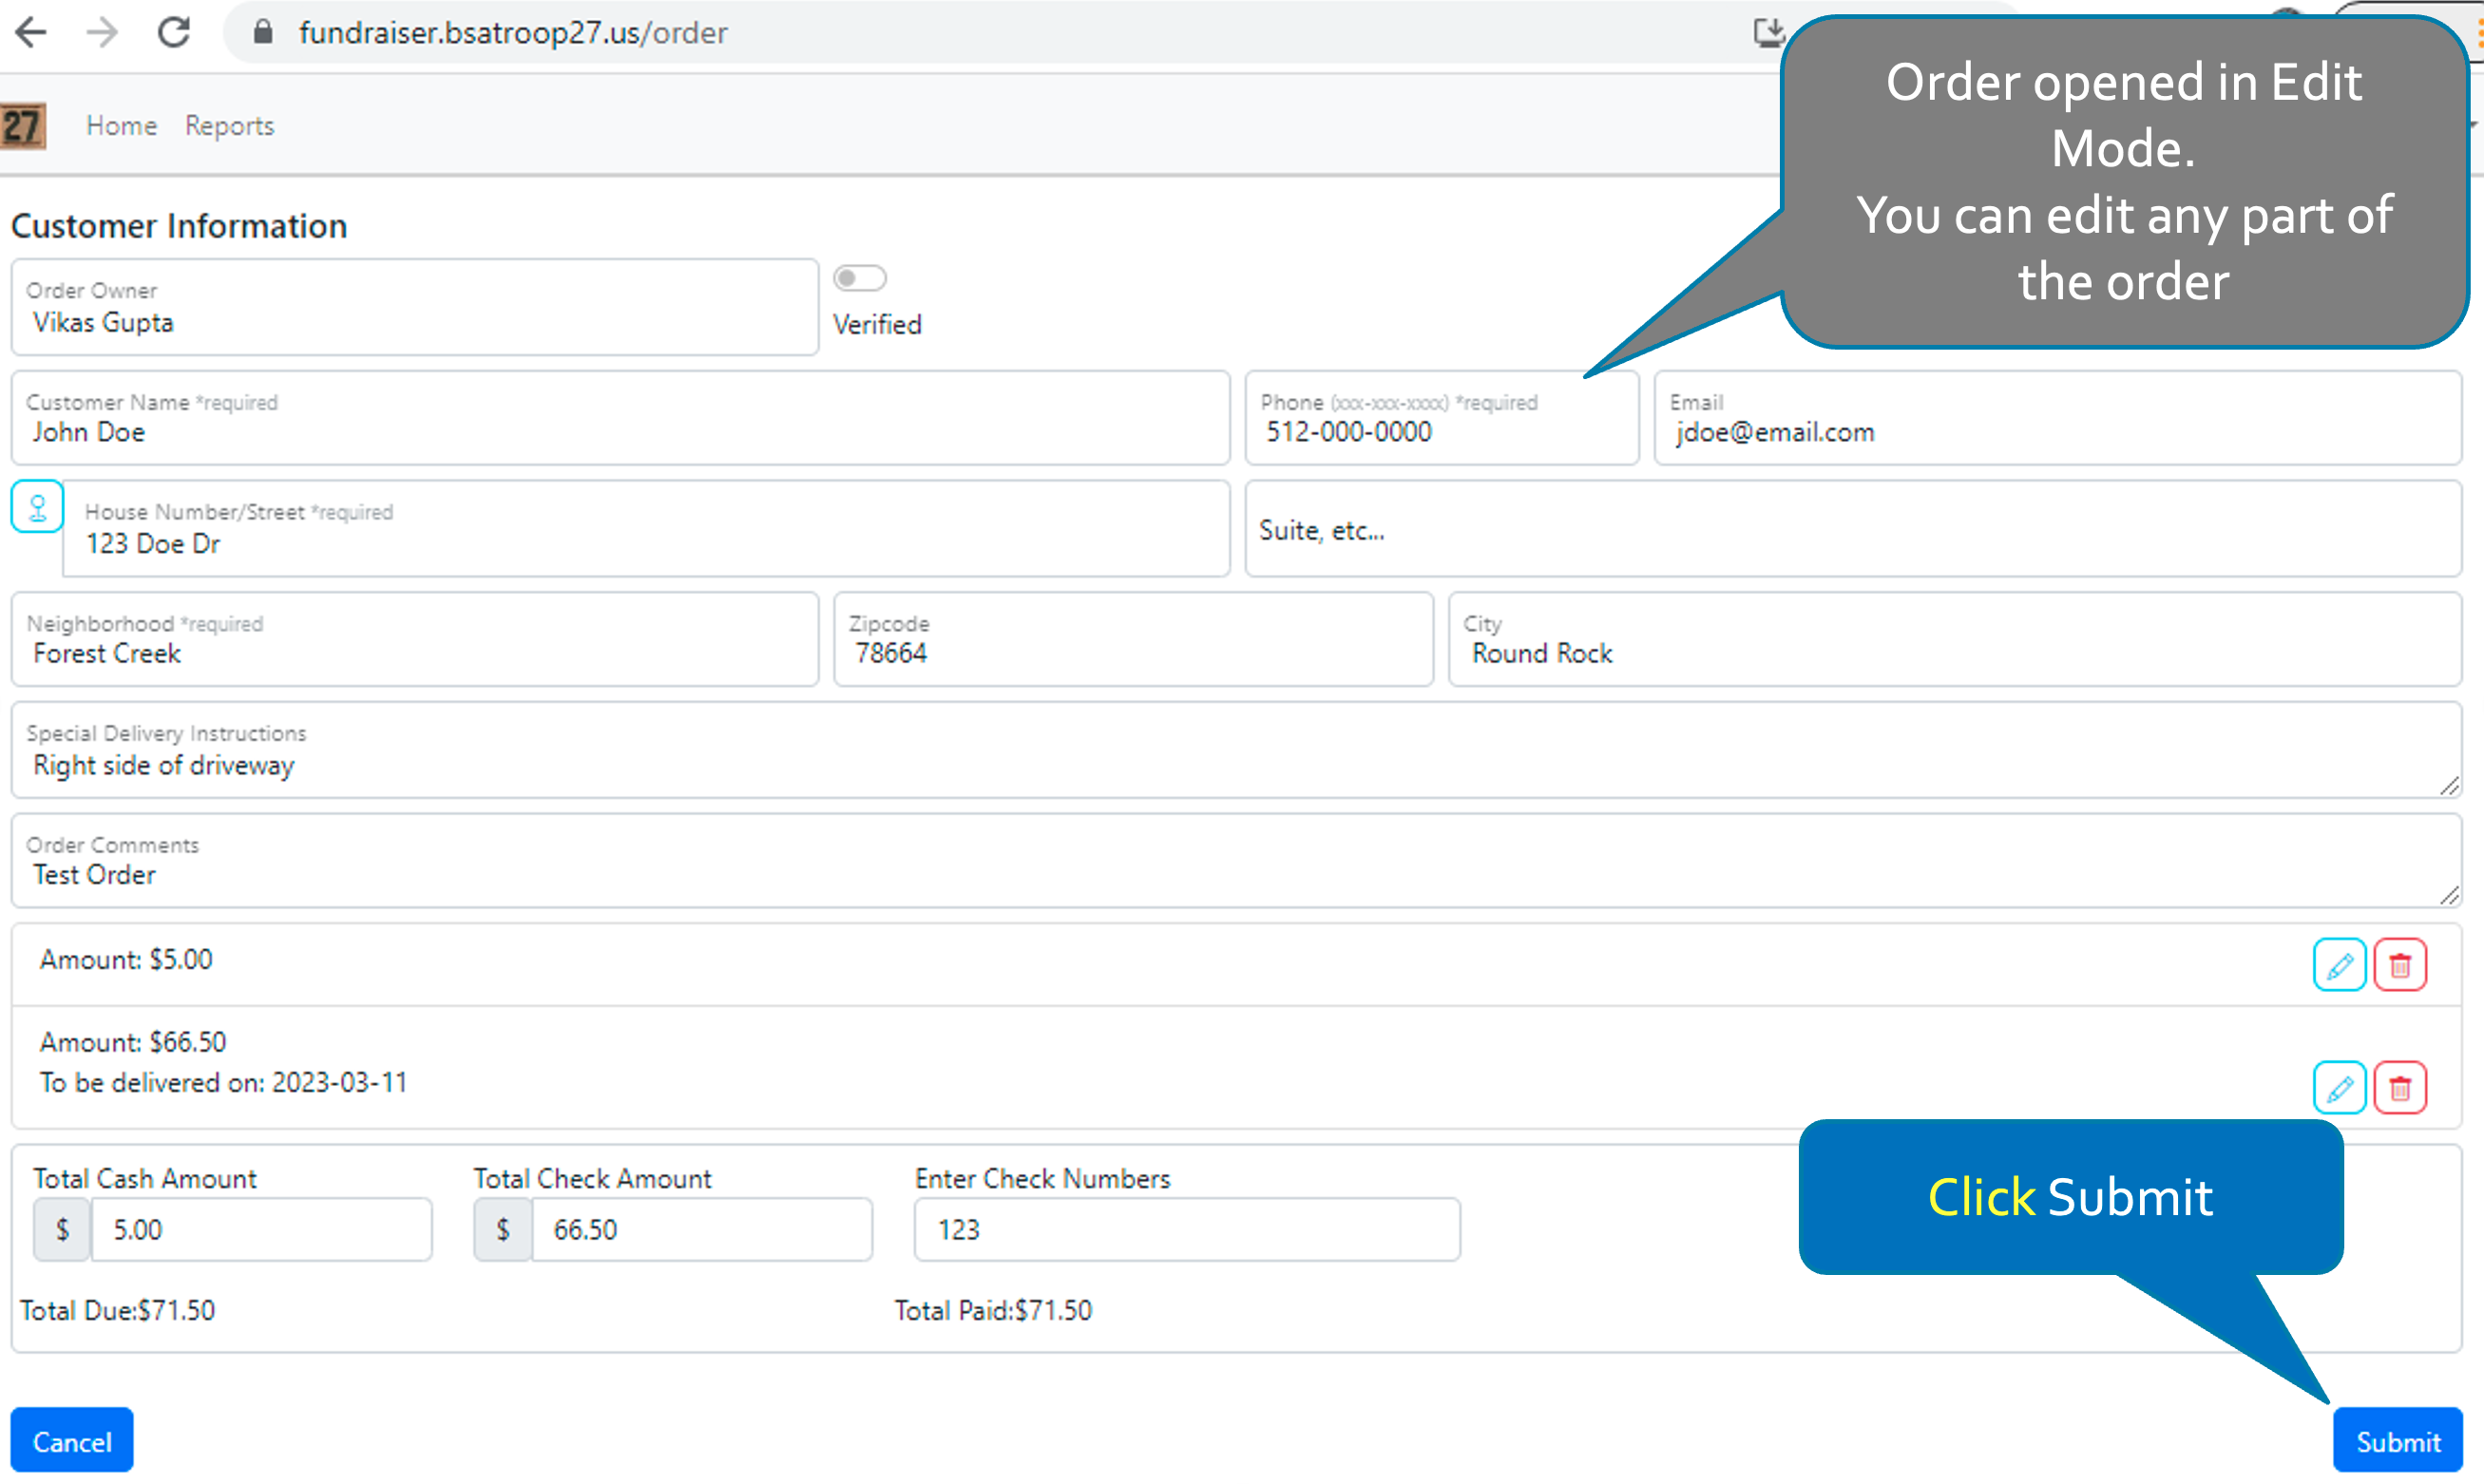 fundraiser.bsatroop27.us/order
Order opened in Edit
Mode.
You can edit any part of
the order
27
Home Reports
Customer Information
Order Owner
Vikas Gupta
Verified
Customer Name *required
John Doe
Phone (xxx-xxx-xxxx) *required
512-000-0000
Email
jdoe@email.com
House Number/Street *required
123 Doe Dr
Suite, etc...
Neighborhood *required
Forest Creek
Zipcode
78664
City
Round Rock
Special Delivery Instructions
Right side of driveway
Order Comments
Test Order
Amount: $5.00
Amount: $66.50
To be delivered on: 2023-03-11
Total Cash Amount
$ 5.00
Total Check Amount
$ 66.50
Enter Check Numbers
123
Click Submit
Total Due:$71.50
Total Paid:$71.50
Cancel
Submit